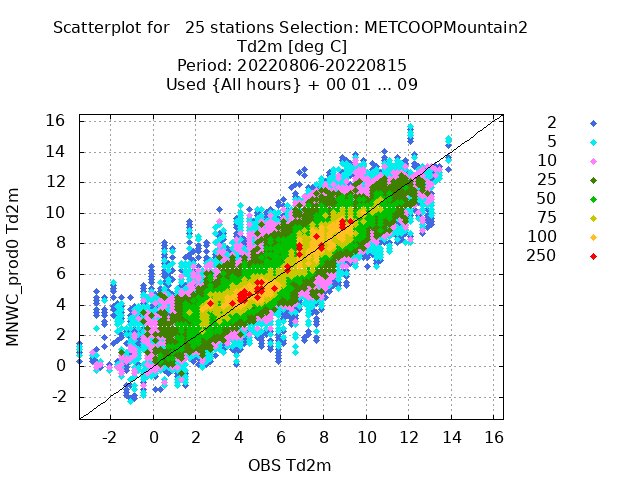 Scatterplot for   25 stations Selection: METCOOPMountain2
Td2m [deg C]
Period: 20220806-20220815
Used {All hours} + 00 01 ... 09
16
14
12
10
8
6
4
2
0
-2
MNWC_prod0 Td2m
-2 0 2 4 6 8 10 12 14 16
OBS Td2m
2
5
10
25
50
75
100
250